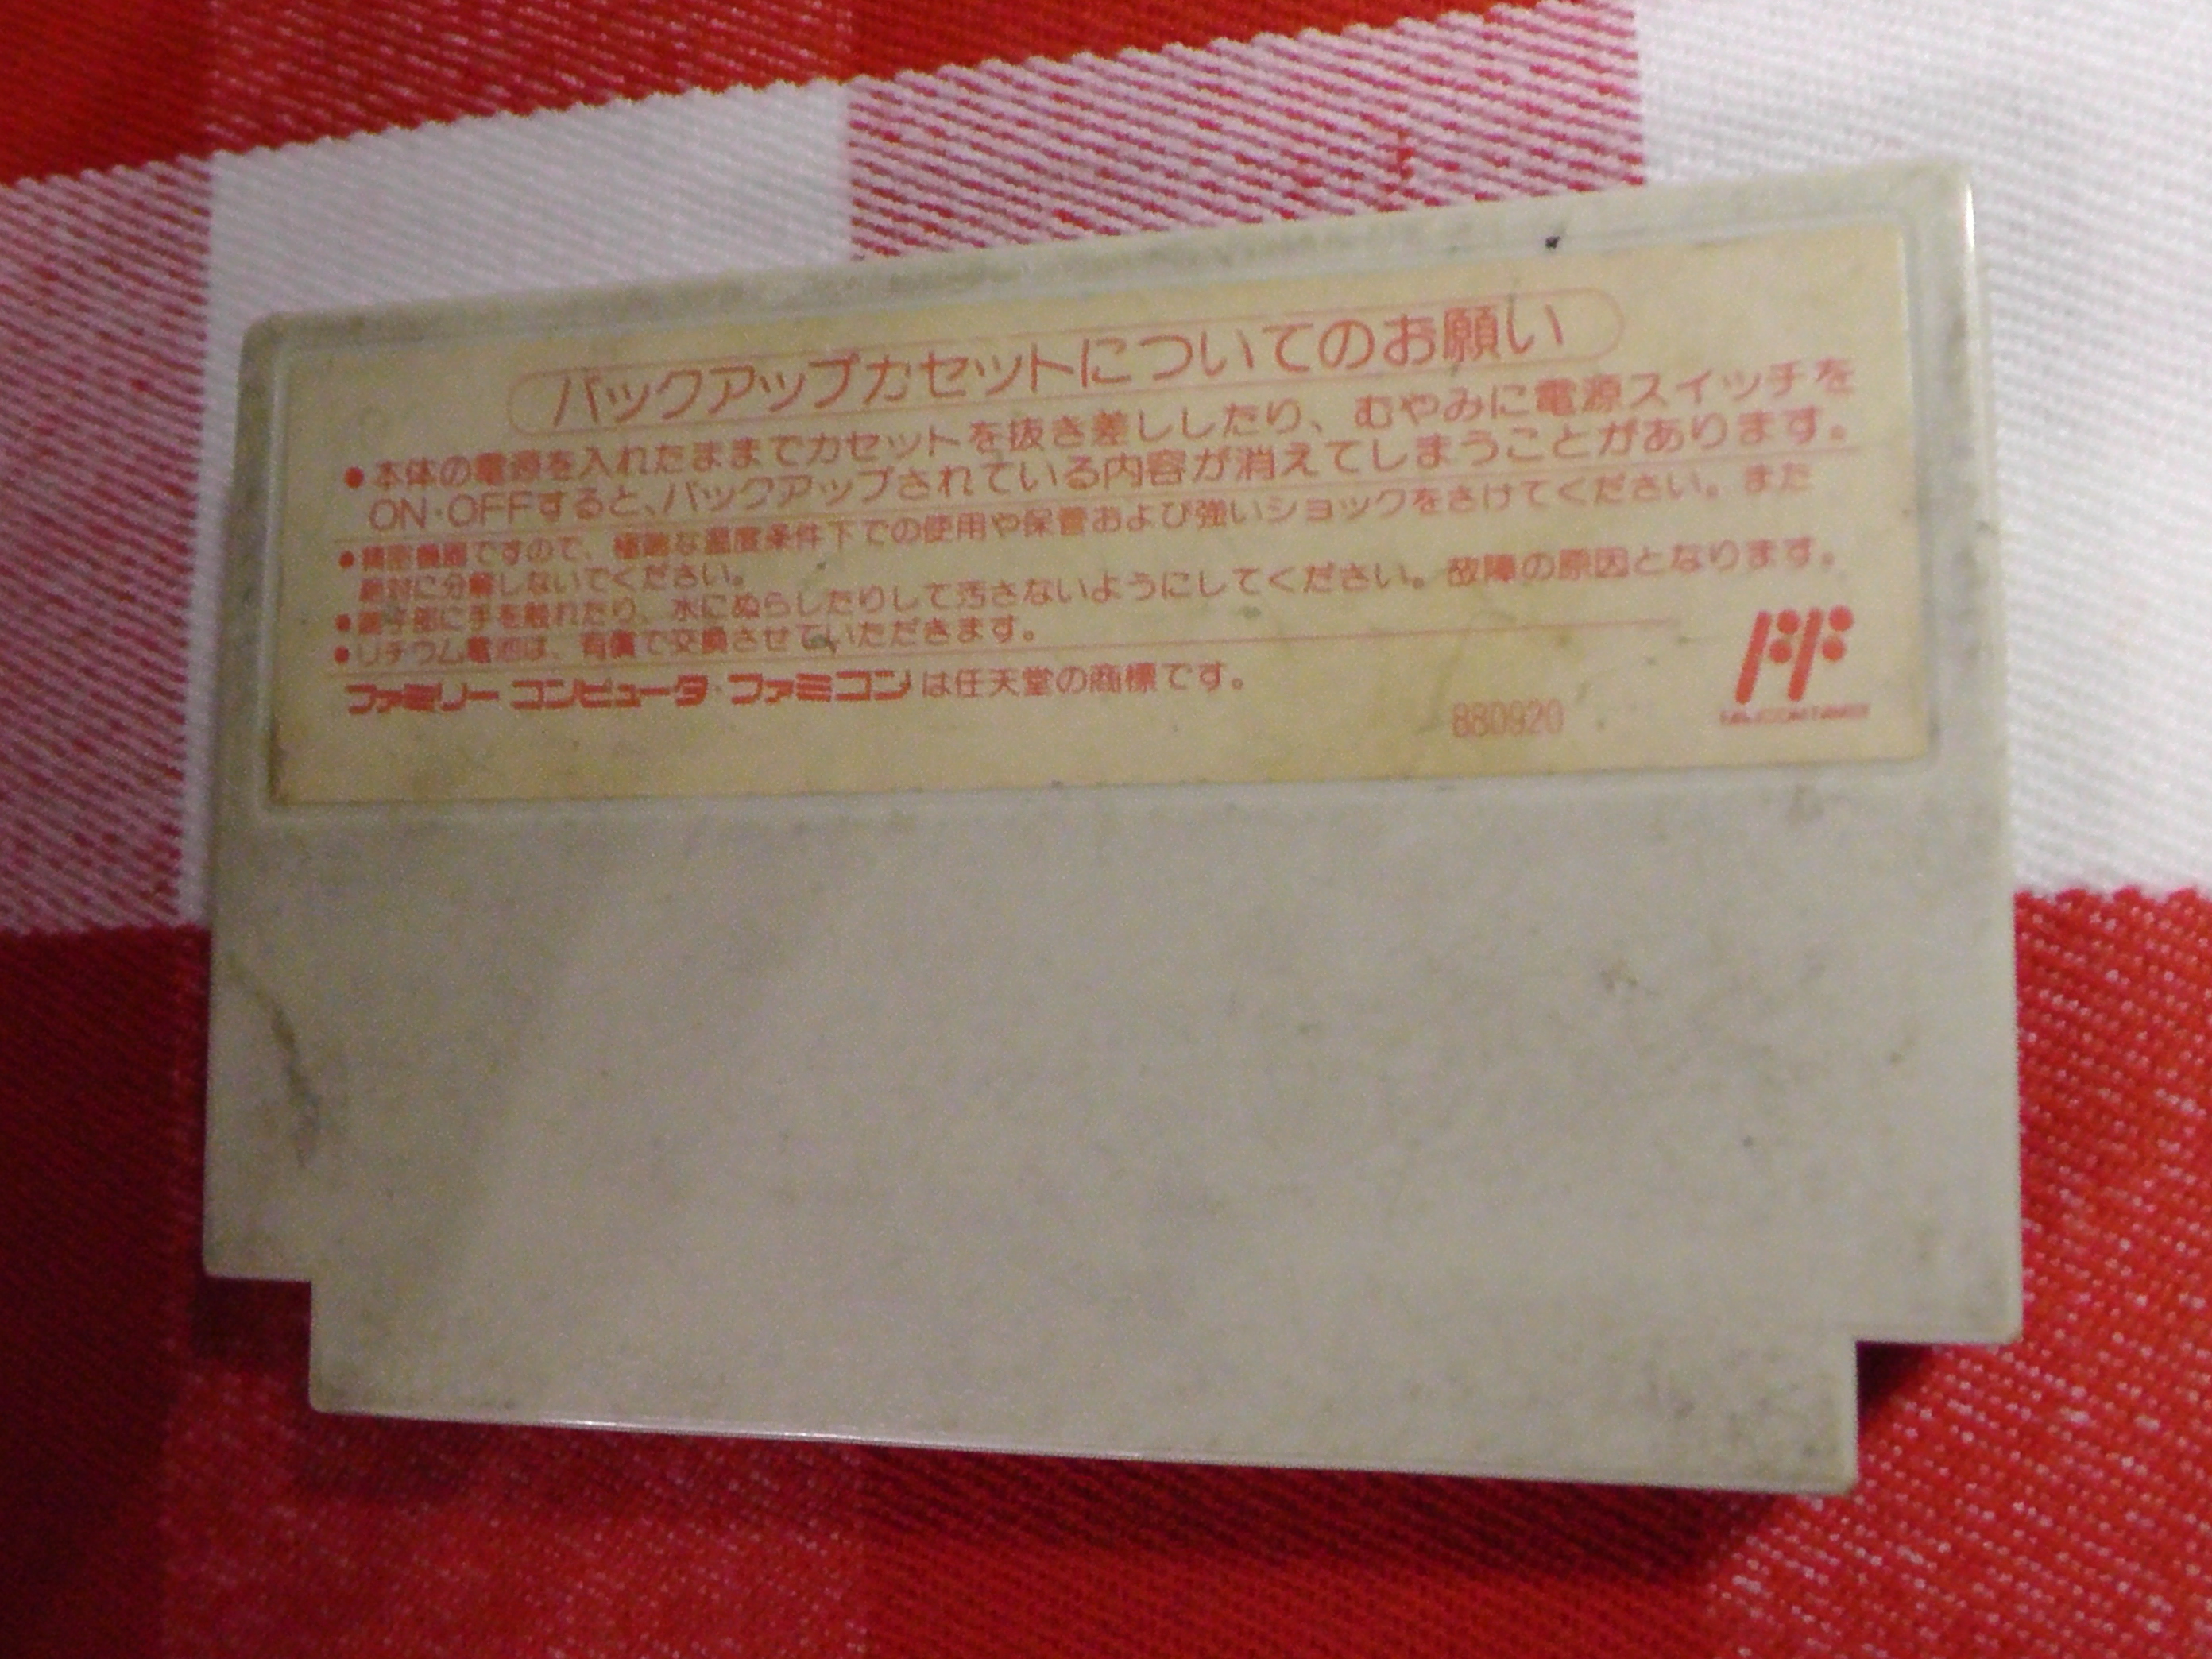 バックアップカセットについてのお願い
●本体の電源を入れたままでカセットを抜き差ししたり、むやみに電源スイッチを
ON·OFFすると、バックアップされている内容が消えてしまうことがあります。
●精密機器ですので、極端な温度条件下での使用や保管および強いショックをさけてください。また
絶対に分解しないでください。
●端子部に手を触れたり、水にぬらしたりして汚さないようにしてください。故障の原因となります。
●リチウム電池は、有償で交換させていただきます。
ファミリーコンピュータ·ファミコンは任天堂の商標です。
880920